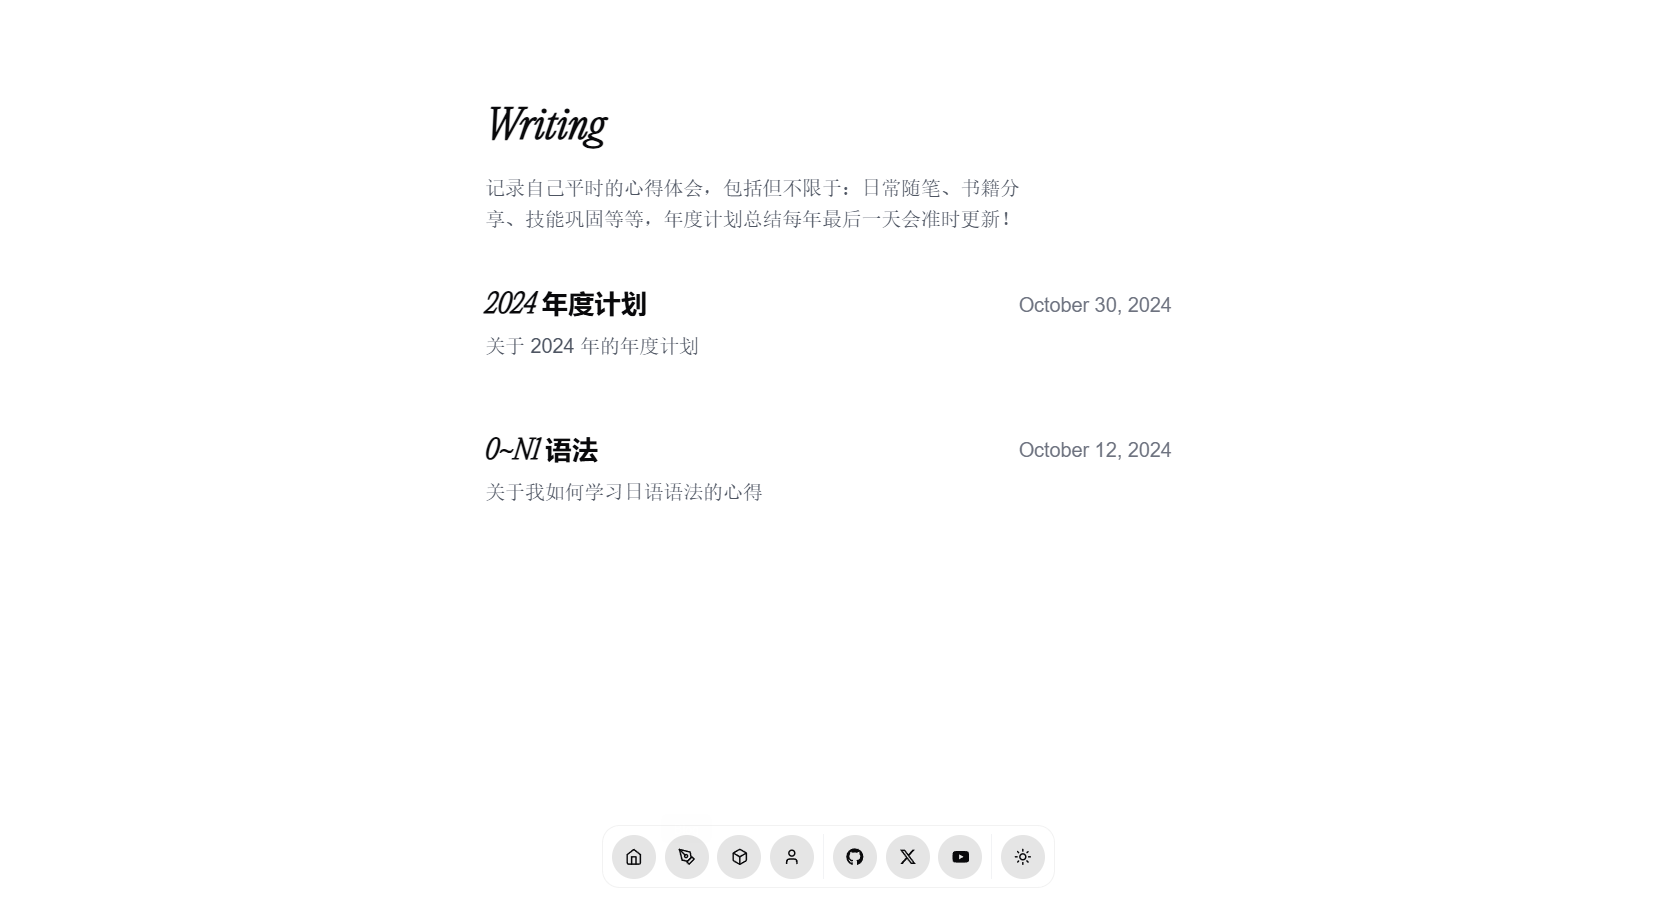 Writing
记录自己平时的心得体会，包括但不限于：日常随笔、书籍分
享、技能巩固等等，年度计划总结每年最后一天会准时更新！
2024 年度计划
October 30, 2024
关于 2024 年的年度计划
0~N1 语法
October 12, 2024
关于我如何学习日语语法的心得